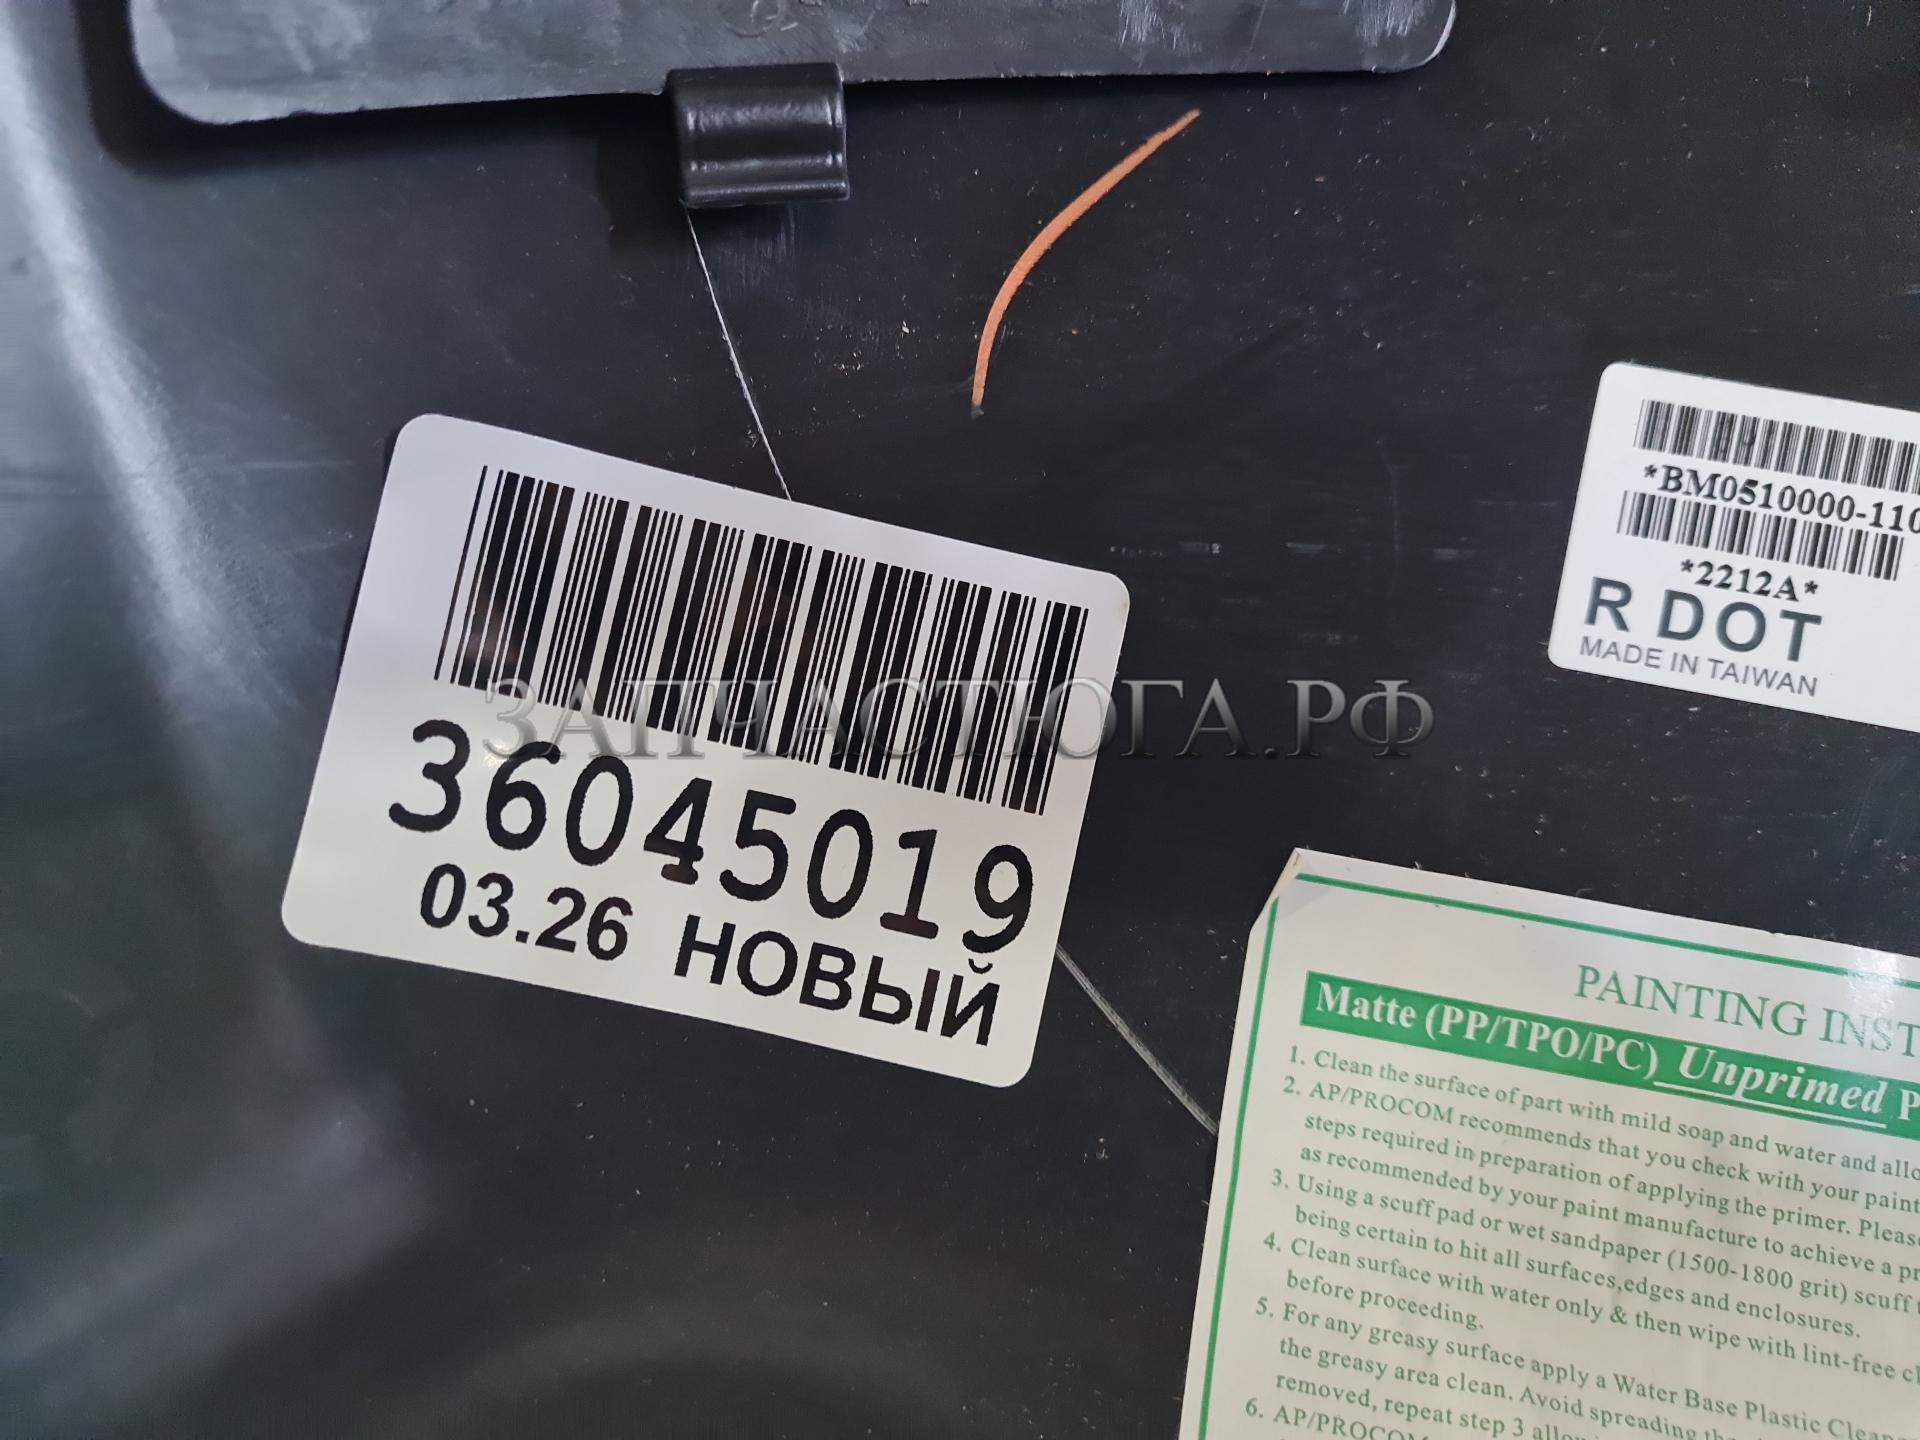 *BM0510000-110
*2212A*
R DOT
MADE IN TAIWAN
ЗАПЧАСТЮГА.РФ
36045019
03.26 НОВЫЙ
PAINTING INST
Matte (PP/TPO/PC) Unprimed P
1. Clean the surface of part with mild soap and water and allo
2. AP/PROCOM recommends that you check with your paint
steps required in preparation of applying the primer. Please
as recommended by your paint manufacture to achieve a pr
3. Using a scuff pad or wet sandpaper (1500-1800 grit) scuff
being certain to hit all surfaces,edges and enclosures.
4. Clean surface with water only & then wipe with lint-free cl
before proceeding.
5. For any greasy surface apply a Water Base Plastic Cleaner
the greasy area clean. Avoid spreading the
removed, repeat step 3
6. AP/PROCOM